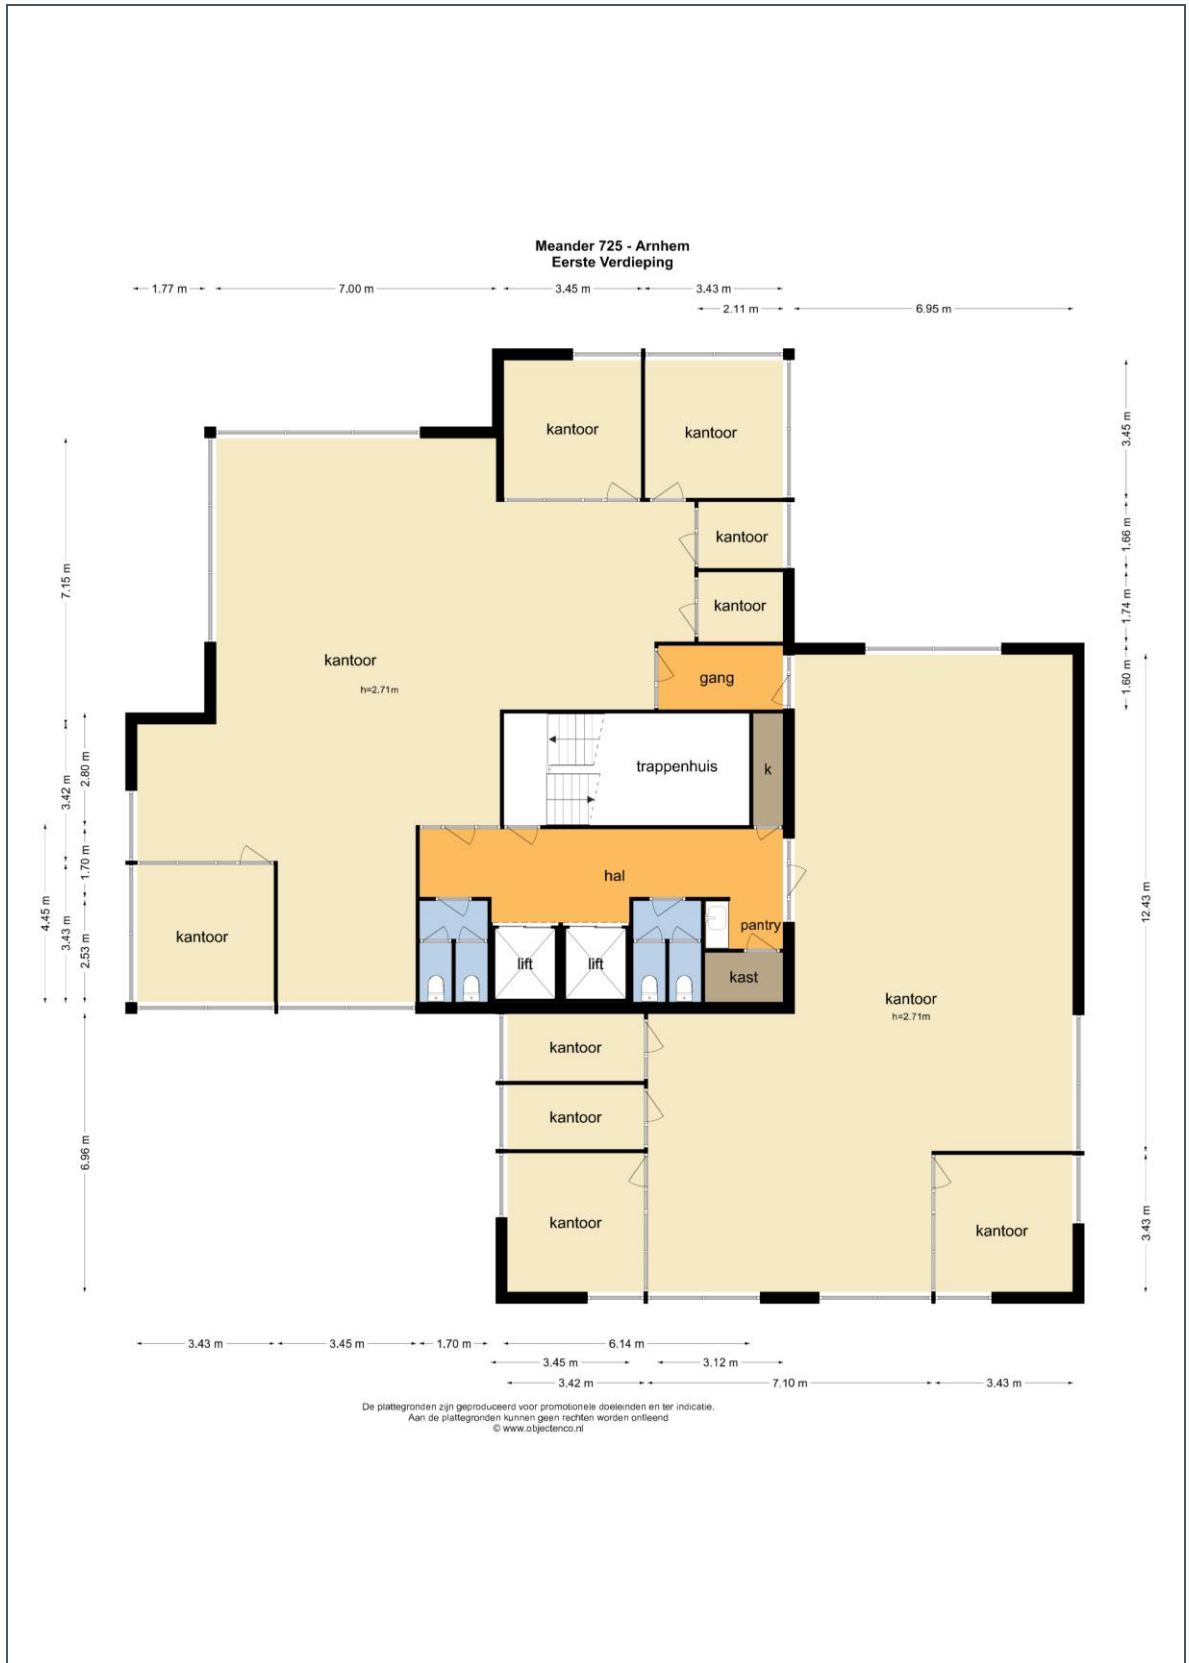 Meander 725 - Arnhem
Eerste Verdieping
1.77 m
7.00 m
3.45 m
3.43 m
2.11 m
6.95 m
kantoor
kantoor
3.45 m
kantoor
1.66 m
7.15 m
kantoor
1.74 m
kantoor
h=2.71m
gang
1.60 m
2.80 m
3.42 m
trappenhuis
k
1.70 m
hal
4.45 m
3.43 m
2.53 m
kantoor
pantry
12.43 m
lift
lift
kast
kantoor
h=2.71m
kantoor
kantoor
6.96 m
kantoor
kantoor
3.43 m
3.43 m
3.45 m
1.70 m
6.14 m
3.45 m
3.12 m
3.42 m
7.10 m
3.43 m
De plattegronden zijn geproduceerd voor promotionele doeleinden en ter indicatie.
Aan de plattegronden kunnen geen rechten worden ontleend
© www.objectenco.nl